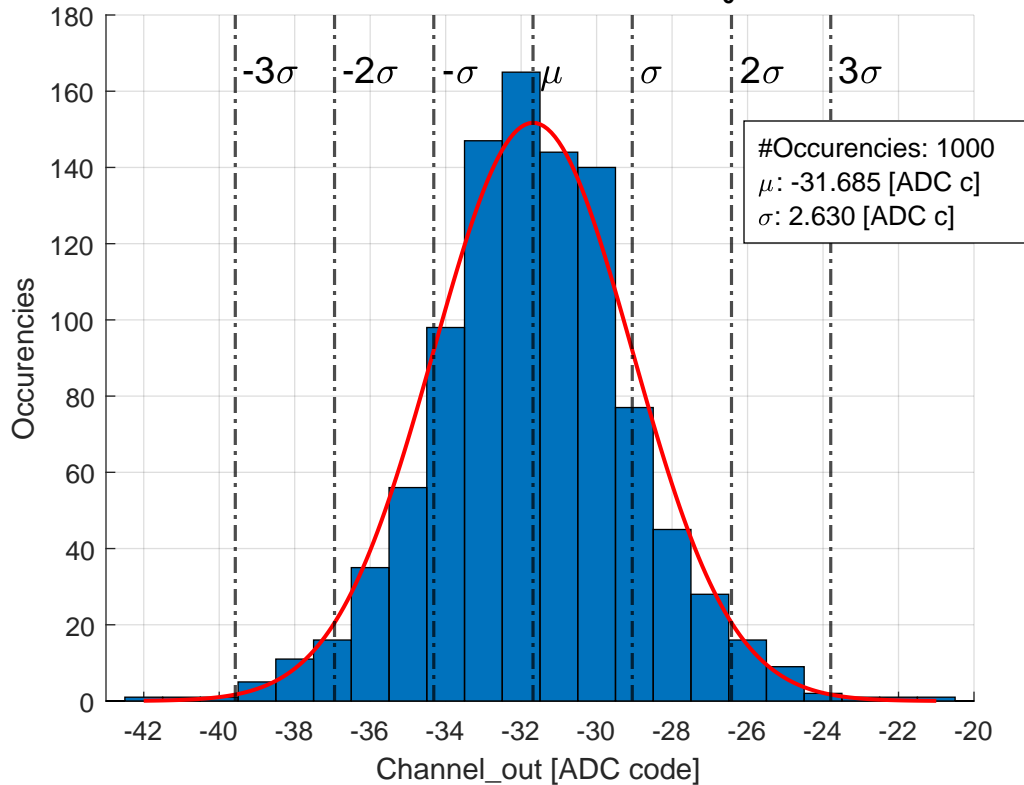 180
160
140
120
100
80
60
40
20
0
Occurencies
-3σ
-2σ
-σ
μ
σ
2σ
3σ
#Occurencies: 1000
μ: -31.685 [ADC c]
σ: 2.630 [ADC c]
-42
-40
-38
-36
-34
-32
-30
-28
-26
-24
-22
-20
Channel_out [ADC code]